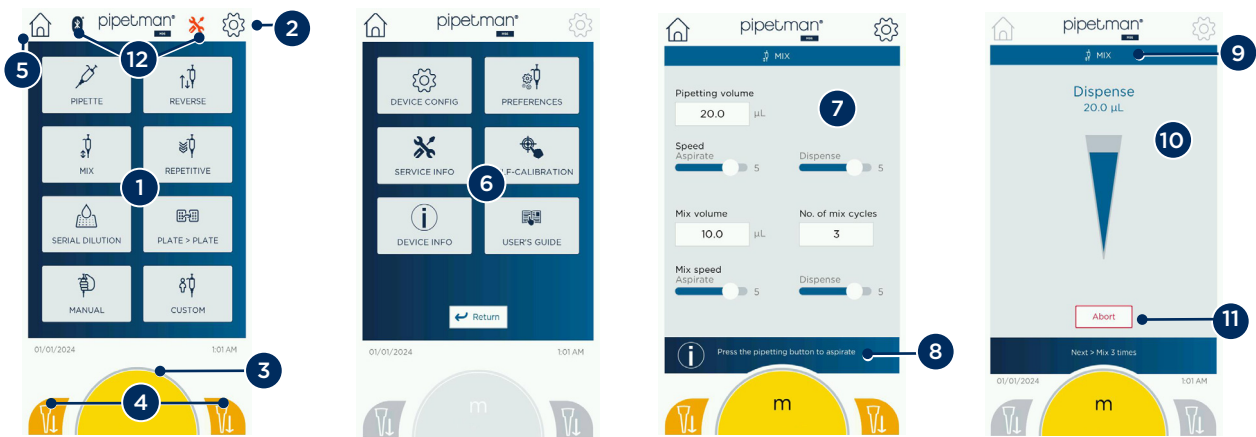 pipetman®
2
5
12
PIPETTE
REVERSE
MIX
REPETITIVE
1
SERIAL DILUTION
PLATE > PLATE
MANUAL
CUSTOM
01/01/2024
1:01 AM
3
4
pipetman®
DEVICE CONFIG
PREFERENCES
SERVICE INFO
LF-CALIBRATION
6
DEVICE INFO
USER'S GUIDE
Return
01/01/2024
1:01 AM
m
pipetman®
MIX
Pipetting volume
20.0 µL
7
Speed
Aspirate 5
Dispense 5
Mix volume
10.0 µL
No. of mix cycles
3
Mix speed
Aspirate 5
Dispense 5
Press the pipetting button to aspirate
8
m
pipetman®
MIX
9
Dispense
20.0 µL
10
Abort
11
Next > Mix 3 times
01/01/2024
1:01 AM
m